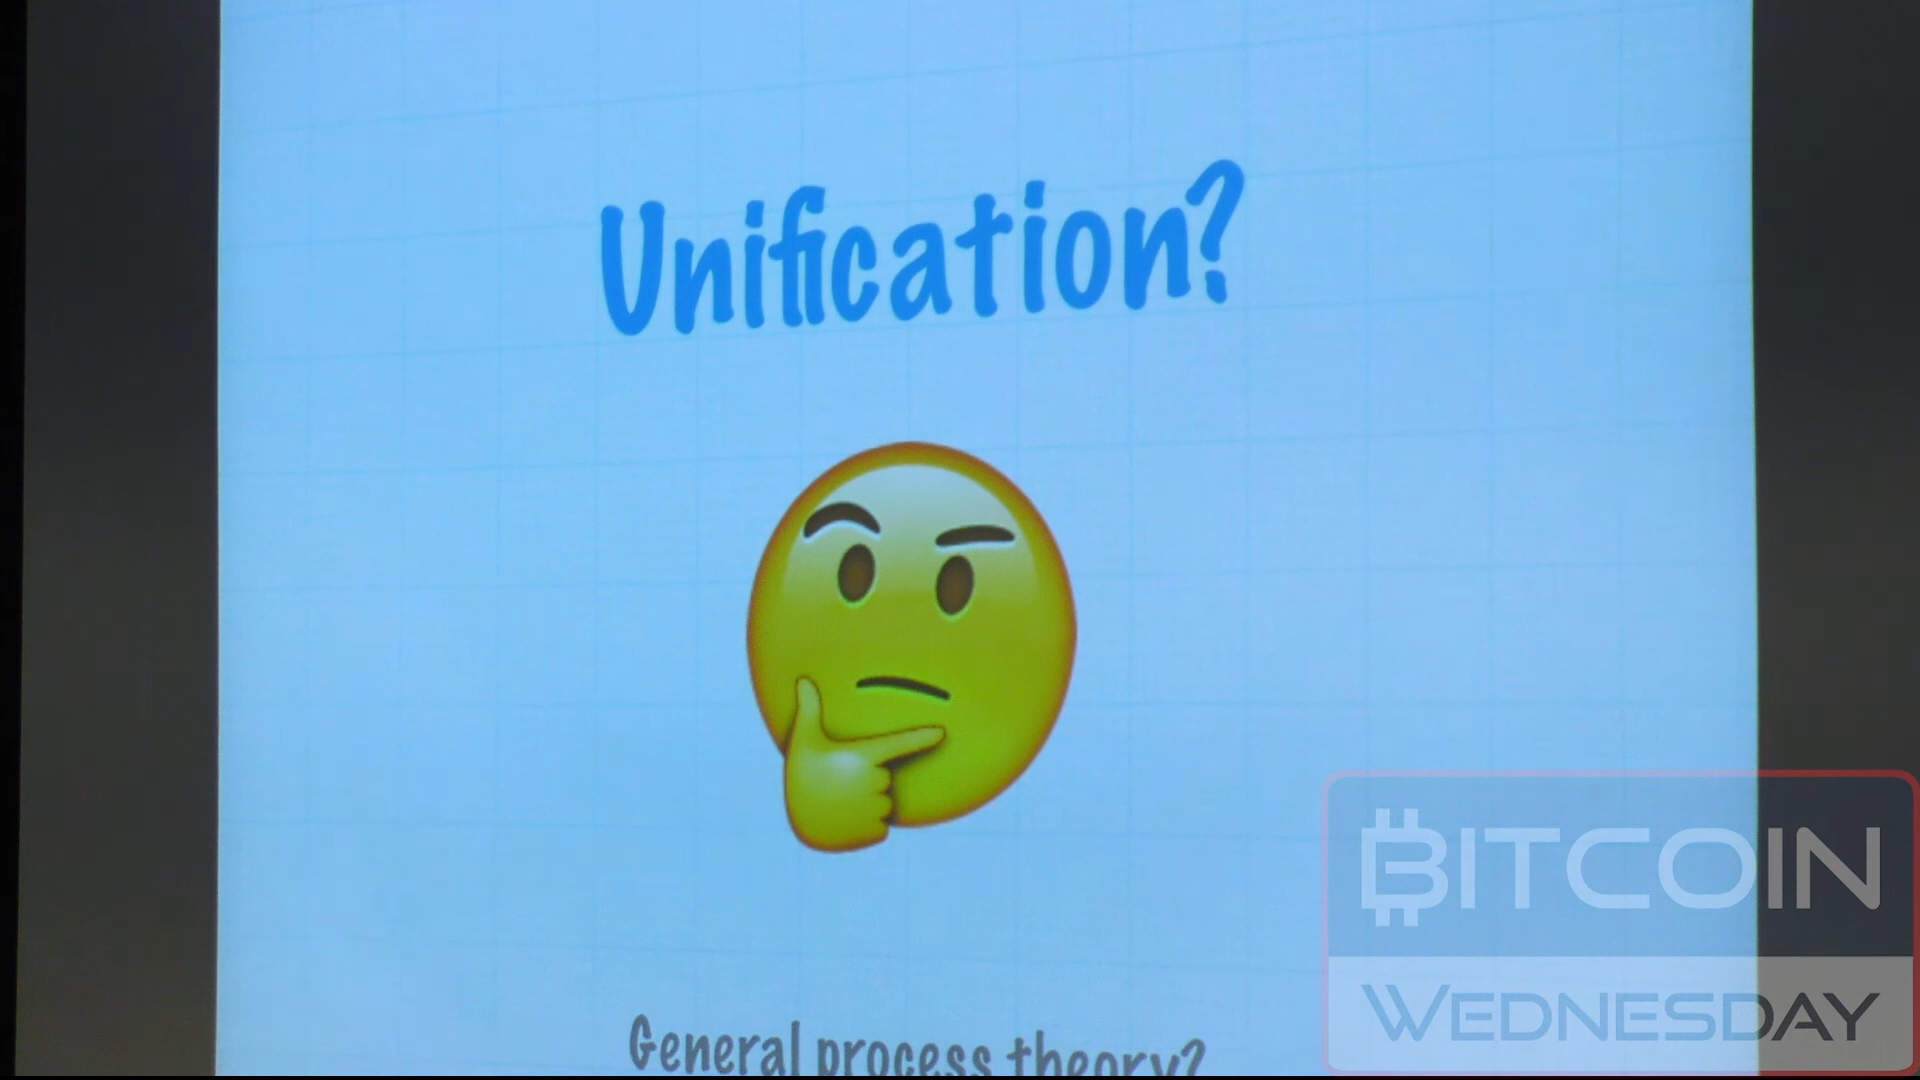 Unification?
General process theory?
BITCOIN
WEDNESDAY